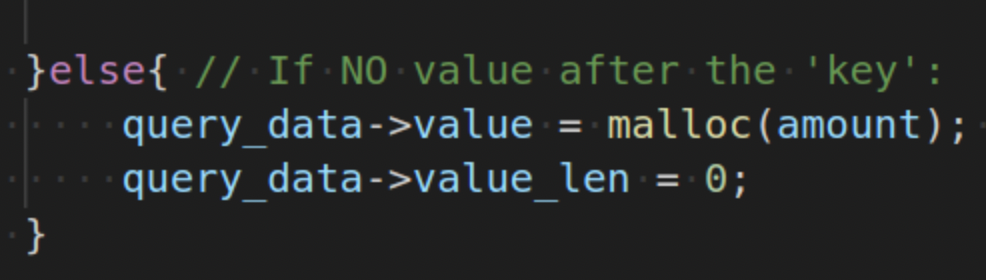 }else{ // If NO value after the 'key':
query_data->value = malloc(amount);
query_data->value_len = 0;
}